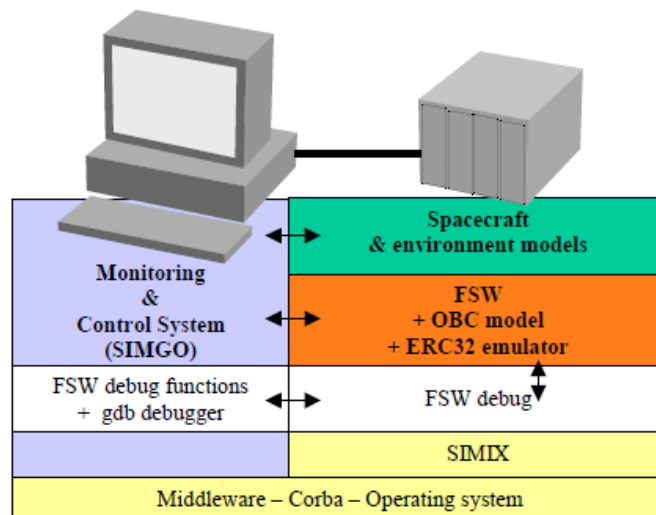 Spacecraft
& environment models
Monitoring
&
Control System
(SIMGO)
FSW
+ OBC model
+ ERC32 emulator
FSW debug functions
+ gdb debugger
FSW debug
SIMIX
Middleware – Corba – Operating system